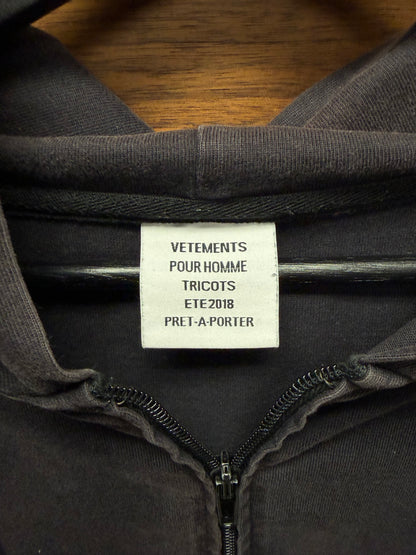 VETEMENTS
POUR HOMME
TRICOTS
ETE2018
PRET-A-PORTER